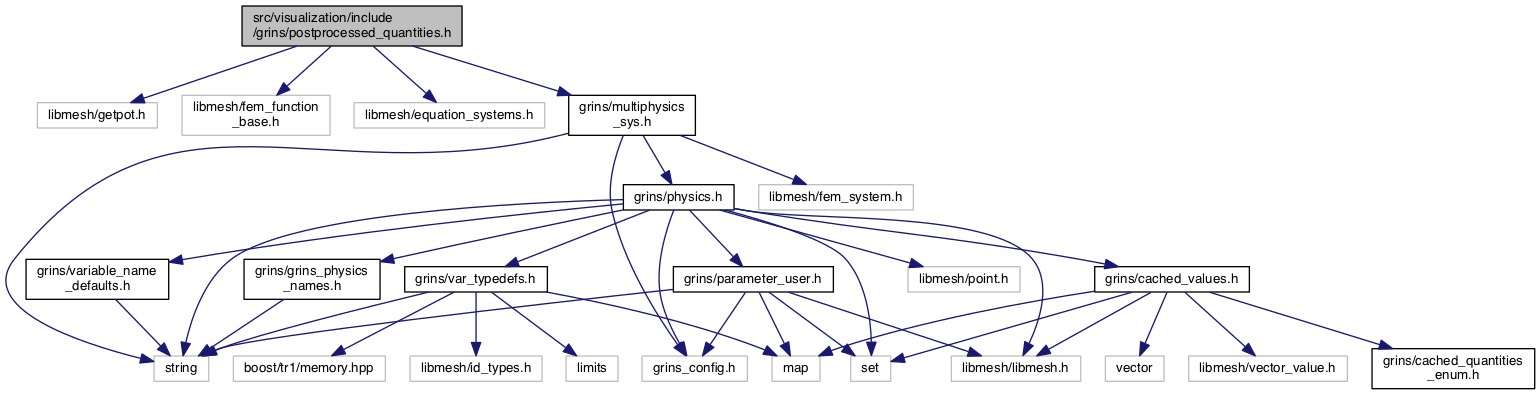 src/visualization/include
/grins/postprocessed_quantities.h
libmesh/getpot.h
libmesh/fem_function
_base.h
libmesh/equation_systems.h
grins/multiphysics
_sys.h
grins/physics.h
libmesh/fem_system.h
grins/variable_name
_defaults.h
grins/grins_physics
_names.h
grins/var_typedefs.h
grins/parameter_user.h
libmesh/point.h
grins/cached_values.h
string
boost/tr1/memory.hpp
libmesh/id_types.h
limits
grins_config.h
map
set
libmesh/libmesh.h
vector
libmesh/vector_value.h
grins/cached_quantities
_enum.h